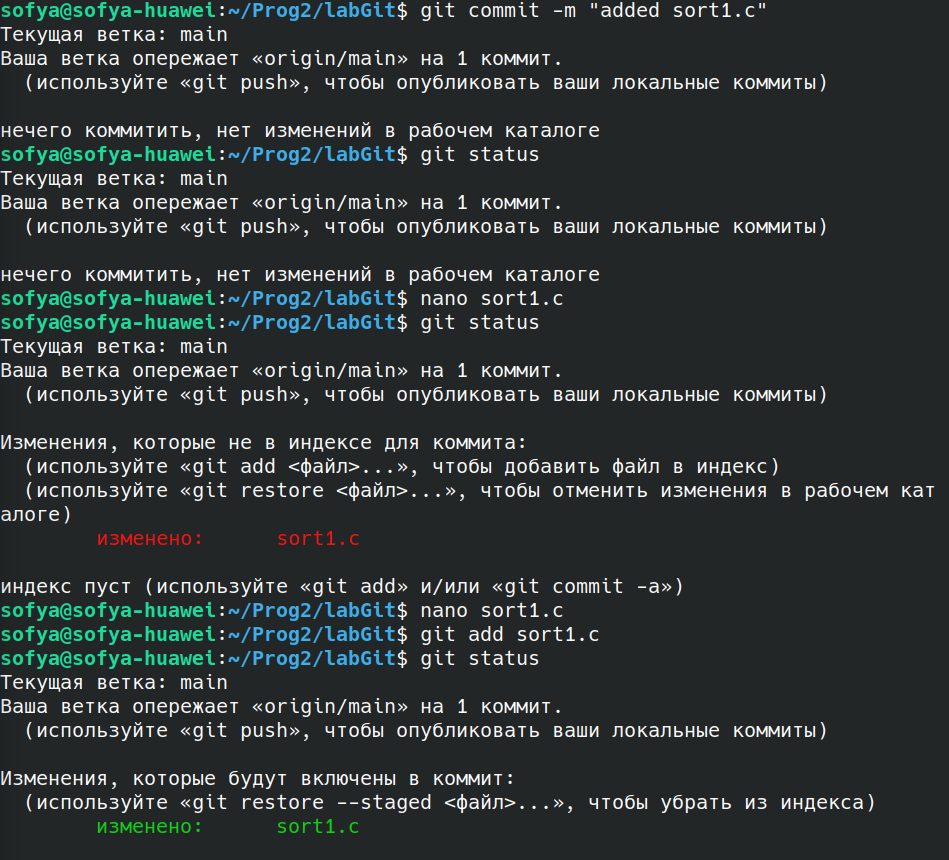 sofya@sofya-huawei:~/Prog2/labGit$ git commit -m "added sort1.c"
Текущая ветка: main
Ваша ветка опережает «origin/main» на 1 коммит.
  (используйте «git push», чтобы опубликовать ваши локальные коммиты)

нечего коммитить, нет изменений в рабочем каталоге
sofya@sofya-huawei:~/Prog2/labGit$ git status
Текущая ветка: main
Ваша ветка опережает «origin/main» на 1 коммит.
  (используйте «git push», чтобы опубликовать ваши локальные коммиты)

нечего коммитить, нет изменений в рабочем каталоге
sofya@sofya-huawei:~/Prog2/labGit$ nano sort1.c
sofya@sofya-huawei:~/Prog2/labGit$ git status
Текущая ветка: main
Ваша ветка опережает «origin/main» на 1 коммит.
  (используйте «git push», чтобы опубликовать ваши локальные коммиты)

Изменения, которые не в индексе для коммита:
  (используйте «git add <файл>...», чтобы добавить файл в индекс)
  (используйте «git restore <файл>...», чтобы отменить изменения в рабочем кат
алоге)
        изменено:      sort1.c

индекс пуст (используйте «git add» и/или «git commit -a»)
sofya@sofya-huawei:~/Prog2/labGit$ nano sort1.c
sofya@sofya-huawei:~/Prog2/labGit$ git add sort1.c
sofya@sofya-huawei:~/Prog2/labGit$ git status
Текущая ветка: main
Ваша ветка опережает «origin/main» на 1 коммит.
  (используйте «git push», чтобы опубликовать ваши локальные коммиты)

Изменения, которые будут включены в коммит:
  (используйте «git restore --staged <файл>...», чтобы убрать из индекса)
        изменено:      sort1.c